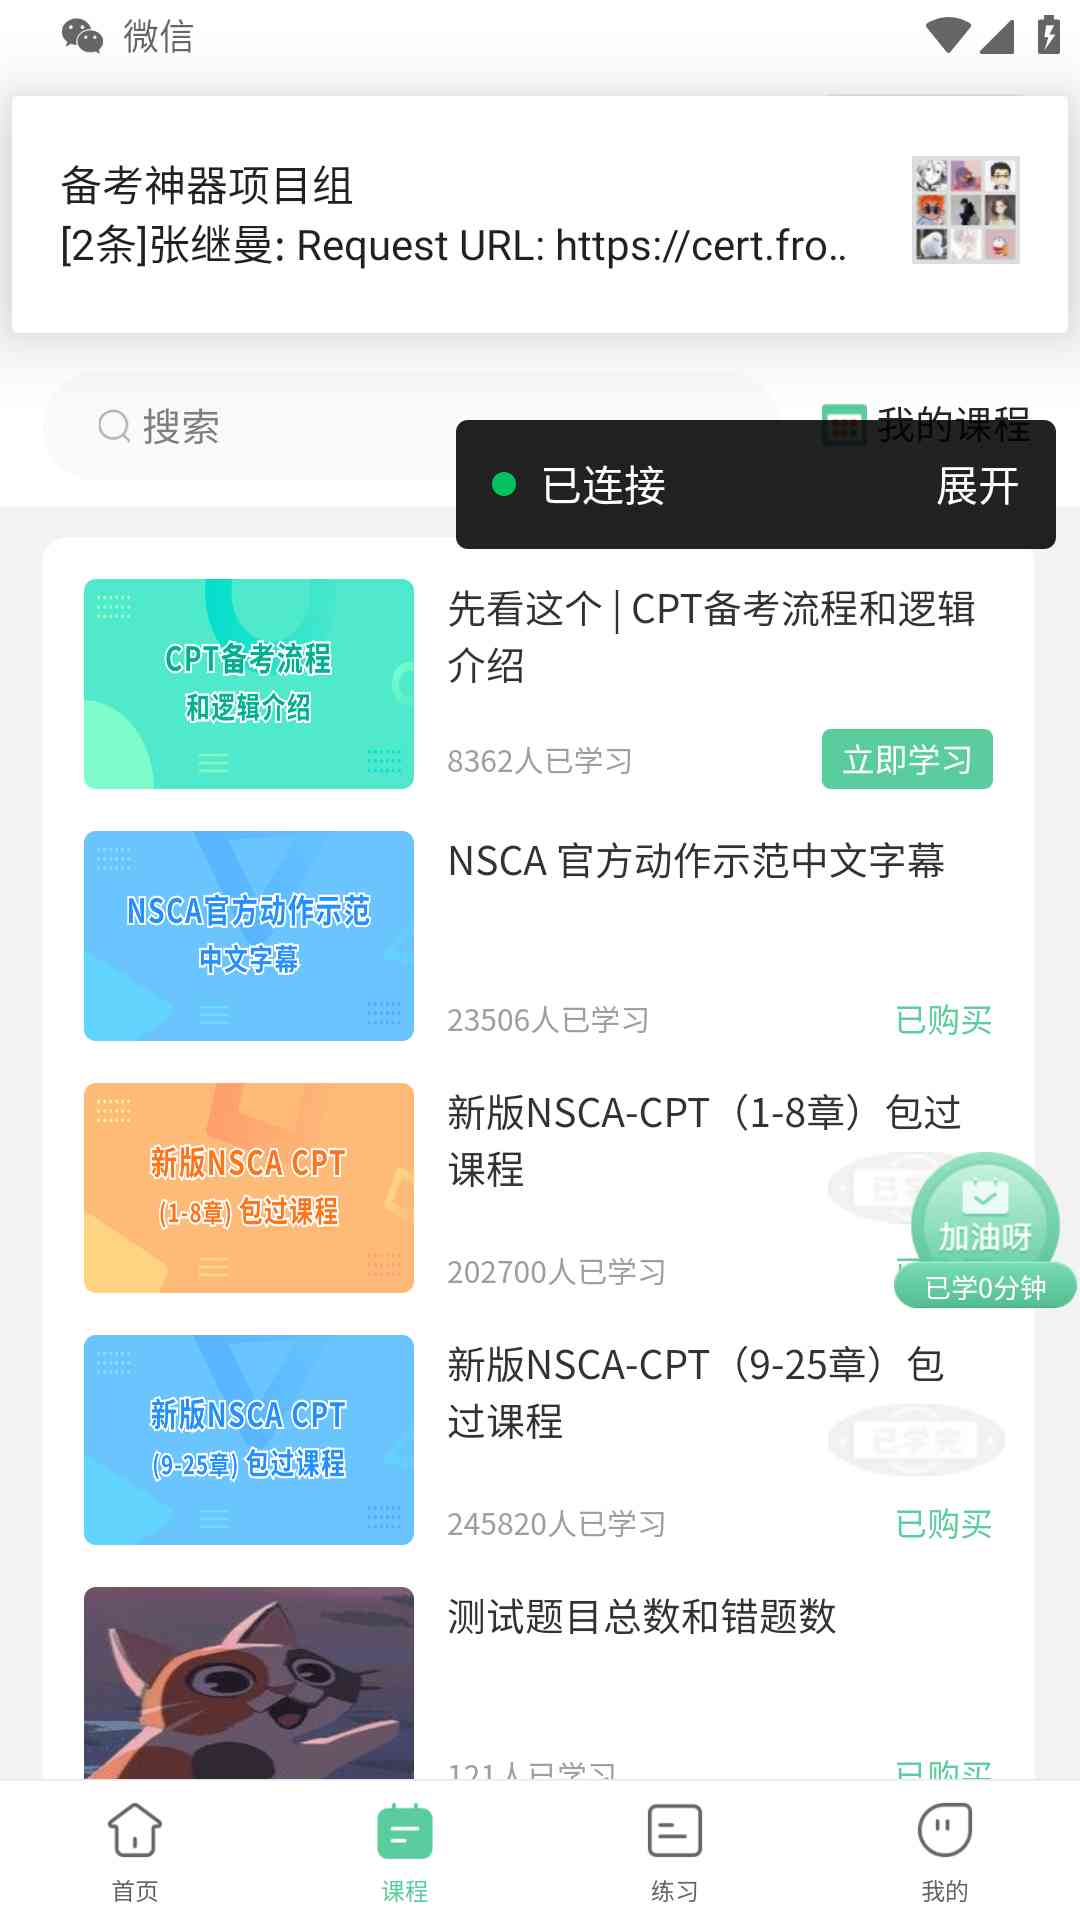 微信
备考神器项目组
[2条]张继曼: Request URL: https://cert.fro..
搜索
我的课程
已连接
展开
CPT备考流程
和逻辑介绍
先看这个 | CPT备考流程和逻辑
介绍
8362人已学习
立即学习
NSCA官方动作示范
中文字幕
NSCA 官方动作示范中文字幕
23506人已学习
已购买
新版NSCA CPT
(1-8章) 包过课程
新版NSCA-CPT（1-8章）包过
课程
202700人已学习
加油呀
已学0分钟
新版NSCA CPT
(9-25章) 包过课程
新版NSCA-CPT（9-25章）包
过课程
已学完
245820人已学习
已购买
测试题目总数和错题数
121人已学习
已购买
首页
课程
练习
我的